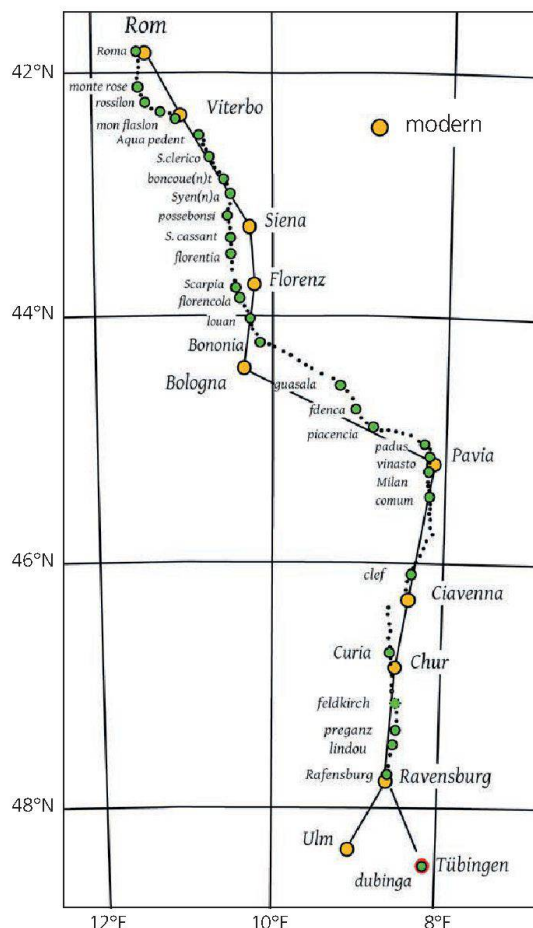 Rom
Roma
42°N
monte rose
rossilon
Viterbo
mon flaslon
modern
Aqua pedent
S.clerico
boncoue(n)t
Syen(n)a
possebonsi
Siena
S. cassant
florentia
Scarpia
Florenz
florencola
44°N
louan
Bononia
Bologna
guasala
fdenca
piacencia
padus
Pavia
vinasto
Milan
comum
46°N
clef
Ciavenna
Curia
Chur
feldkirch
preganz
lindou
Rafensburg
Ravensburg
48°N
Ulm
Tübingen
dubinga
12°F
10°F
8°F